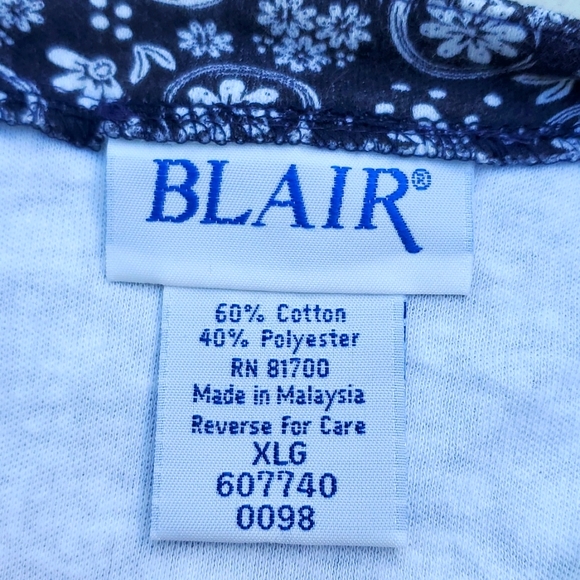 BLAIR®
60% Cotton
40% Polyester
RN 81700
Made in Malaysia
Reverse For Care
XLG
607740
0098